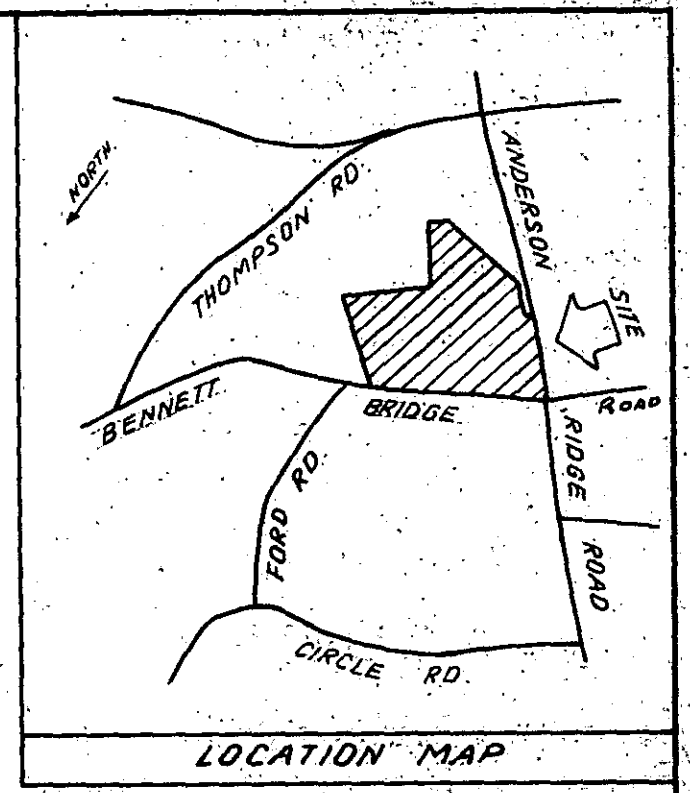 NORTH
THOMPSON RD.
ANDERSON
SITE
BENNETT
BRIDGE
ROAD
RIDGE
FORD RD.
ROAD
CIRCLE RD.
LOCATION MAP